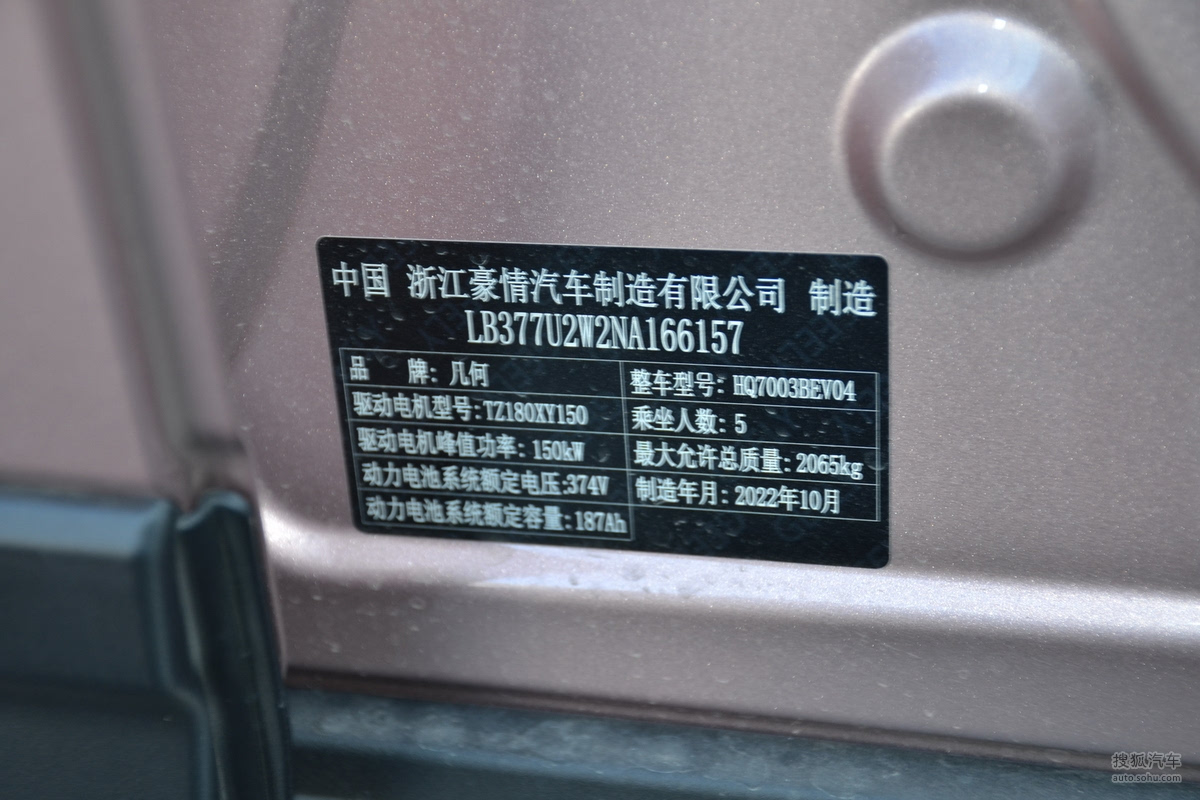 中国 浙江豪情汽车制造有限公司 制造
LB377U2W2NA166157
品 牌: 几何
整车型号: HQ7003BEV04
驱动电机型号:TZ180XY150
乘坐人数: 5
驱动电机峰值功率: 150kW
最大允许总质量: 2065kg
动力电池系统额定电压:374V
制造年月: 2022年10月
动力电池系统额定容量:187Ah
搜狐汽车
auto.sohu.com